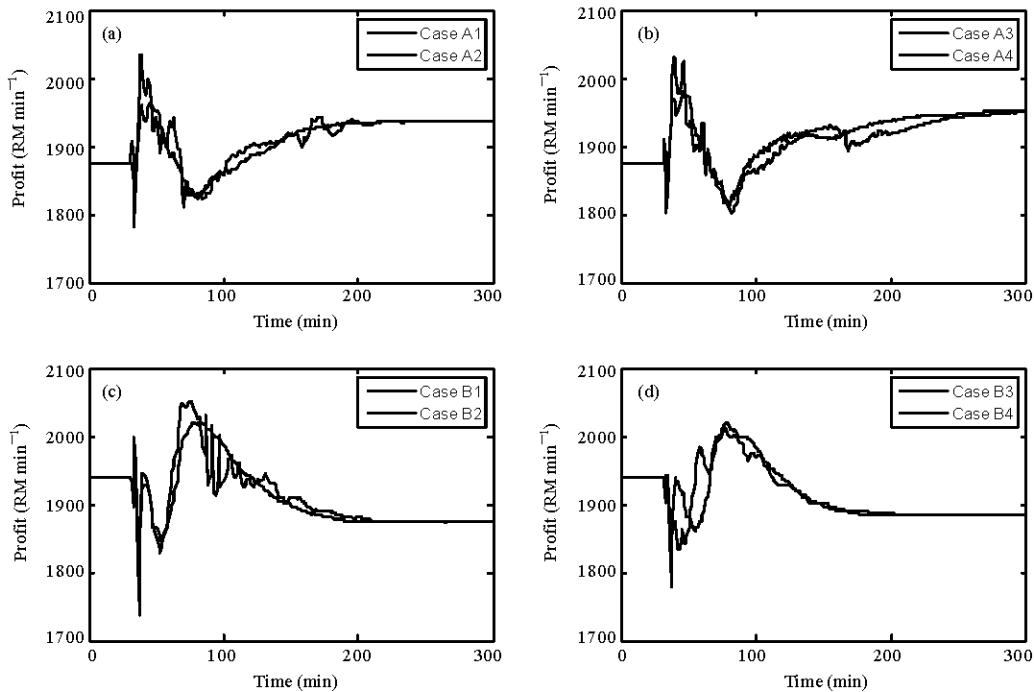 (a)
Case A1
Case A2
2100
2000
1900
1800
1700
Profit (RM min⁻¹)
0 100 200 300
Time (min)
(b)
Case A3
Case A4
2100
2000
1900
1800
1700
Profit (RM min⁻¹)
0 100 200 300
Time (min)
(c)
Case B1
Case B2
2100
2000
1900
1800
1700
Profit (RM min⁻¹)
0 100 200 300
Time (min)
(d)
Case B3
Case B4
2100
2000
1900
1800
1700
Profit (RM min⁻¹)
0 100 200 300
Time (min)